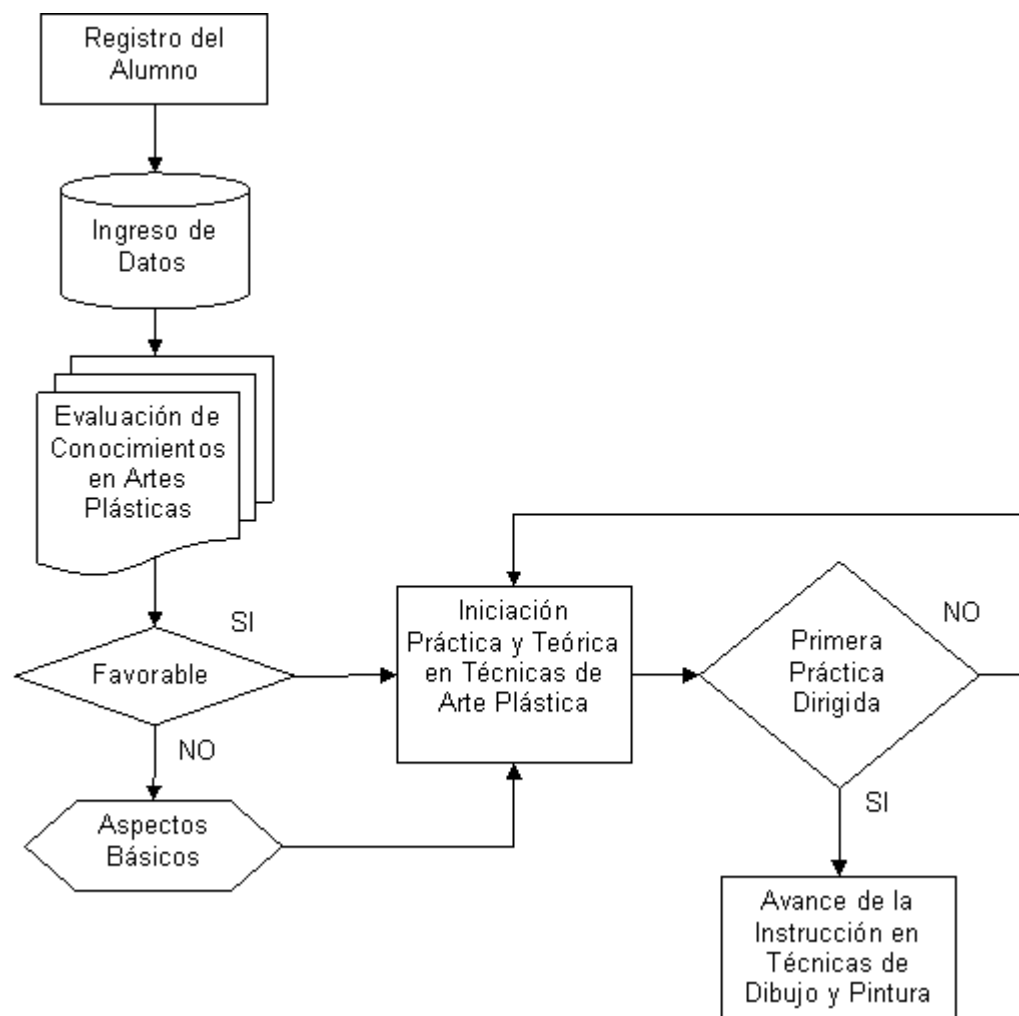 Registro del
Alumno
Ingreso de
Datos
Evaluación de
Conocimientos
en Artes
Plásticas
SI
Favorable
NO
Aspectos
Básicos
Iniciación
Práctica y Teórica
en Técnicas de
Arte Plástica
NO
Primera
Práctica
Dirigida
SI
Avance de la
Instrucción en
Técnicas de
Dibujo y Pintura